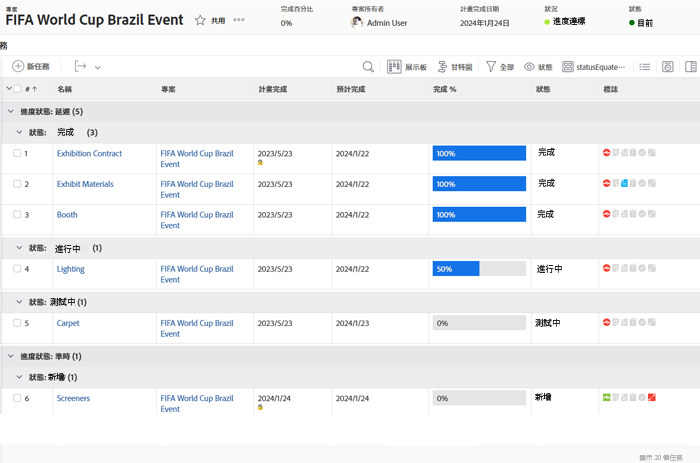 專案
FIFA World Cup Brazil Event
共用
完成百分比
0%
專案所有者
Admin User
計畫完成日期
2024年1月24日
狀況
進度達標
狀態
目前
務
新任務
展示板
甘特圖
全部
狀態
statusEquate…
# ↑ 名稱 專案 計畫完成 預計完成 完成 % 狀態 標誌
進度狀態: 延遲 (5)
狀態: 完成 (3)
1 Exhibition Contract FIFA World Cup Brazil 2023/5/23 2024/1/22 100% 完成
Event
2 Exhibit Materials FIFA World Cup Brazil 2023/5/23 2024/1/22 100% 完成
Event
3 Booth FIFA World Cup Brazil 2023/5/23 2024/1/22 100% 完成
Event
狀態: 進行中 (1)
4 Lighting FIFA World Cup Brazil 2023/5/23 2024/1/22 50% 進行中
Event
狀態: 測試中 (1)
5 Carpet FIFA World Cup Brazil 2023/5/23 2024/1/23 0% 測試中
Event
進度狀態: 準時 (1)
狀態: 新增 (1)
6 Screeners FIFA World Cup Brazil 2024/1/24 2024/1/24 0% 新增
Event
顯示 20 個任務